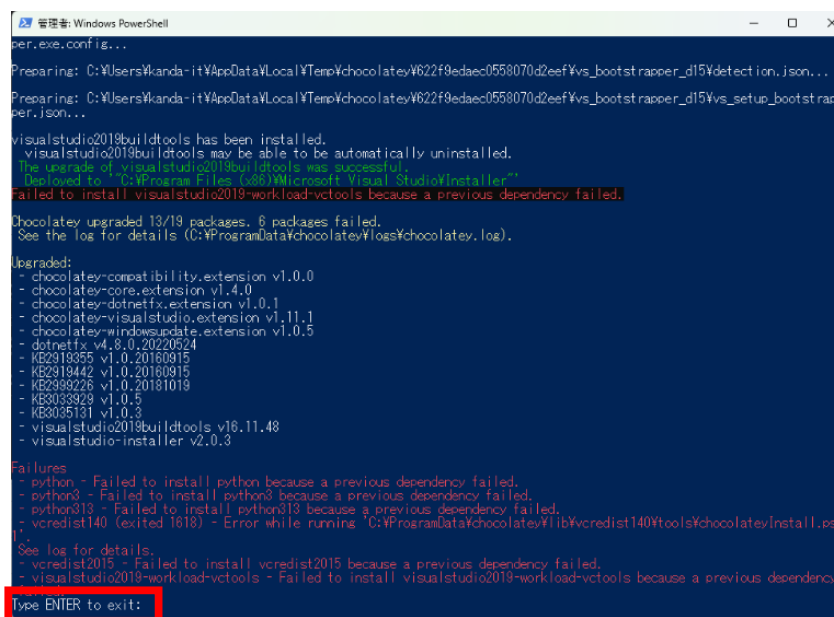 管理者: Windows PowerShell
per.exe.config...
Preparing: C:¥Users¥kanda-it¥AppData¥Local¥Temp¥chocolatey¥622f9edaec0558070d2eef¥vs_bootstrapper_d15¥detection.json...
Preparing: C:¥Users¥kanda-it¥AppData¥Local¥Temp¥chocolatey¥622f9edaec0558070d2eef¥vs_bootstrapper_d15¥vs_setup_bootstrap
per.json...
visualstudio2019buildtools has been installed.
visualstudio2019buildtools may be able to be automatically uninstalled.
The upgrade of visualstudio2019buildtools was successful.
Deployed to '"C:¥Program Files (x86)¥Microsoft Visual Studio¥Installer"'
Failed to install visualstudio2019-workload-vctools because a previous dependency failed.
Chocolatey upgraded 13/19 packages. 6 packages failed.
See the log for details (C:¥ProgramData¥chocolatey¥logs¥chocolatey.log).
Upgraded:
- chocolatey-compatibility.extension v1.0.0
- chocolatey-core.extension v1.4.0
- chocolatey-dotnetfx.extension v1.0.1
- chocolatey-visualstudio.extension v1.11.1
- chocolatey-windowsupdate.extension v1.0.5
- dotnetfx v4.8.0.20220524
- KB2919355 v1.0.20160915
- KB2919442 v1.0.20160915
- KB2999226 v1.0.20181019
- KB3033929 v1.0.5
- KB3035131 v1.0.3
- visualstudio2019buildtools v16.11.48
- visualstudio-installer v2.0.3
Failures
- python - Failed to install python because a previous dependency failed.
- python3 - Failed to install python3 because a previous dependency failed.
- python313 - Failed to install python313 because a previous dependency failed.
- vcredist140 (exited 1618) - Error while running 'C:¥ProgramData¥chocolatey¥lib¥vcredist140¥tools¥chocolateyInstall.ps
1'.
See log for details.
- vcredist2015 - Failed to install vcredist2015 because a previous dependency failed.
- visualstudio2019-workload-vctools - Failed to install visualstudio2019-workload-vctools because a previous dependency
Type ENTER to exit: